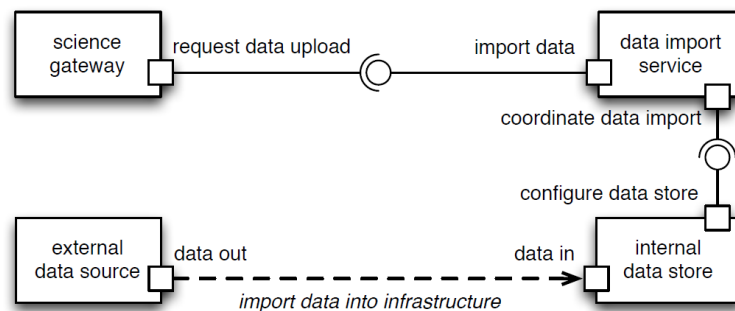 science
gateway
request data upload
import data
data import
service
coordinate data import
configure data store
external
data source
data out
data in
internal
data store
import data into infrastructure